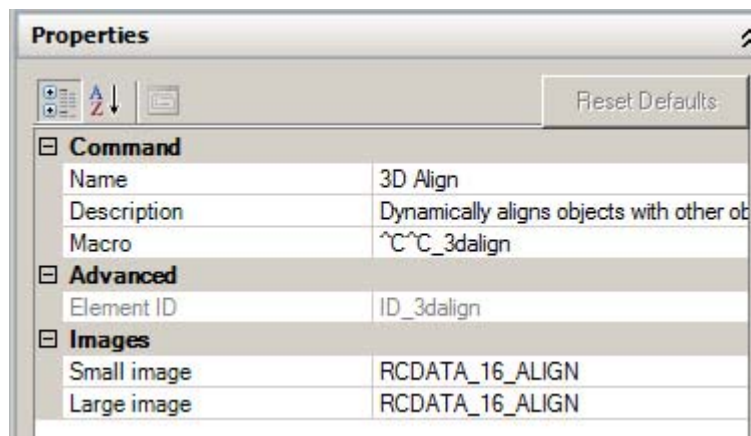 Properties
Reset Defaults
Command
Name 3D Align
Description Dynamically aligns objects with other ob
Macro ^C^C_3dalign
Advanced
Element ID ID_3dalign
Images
Small image RCDATA_16_ALIGN
Large image RCDATA_16_ALIGN